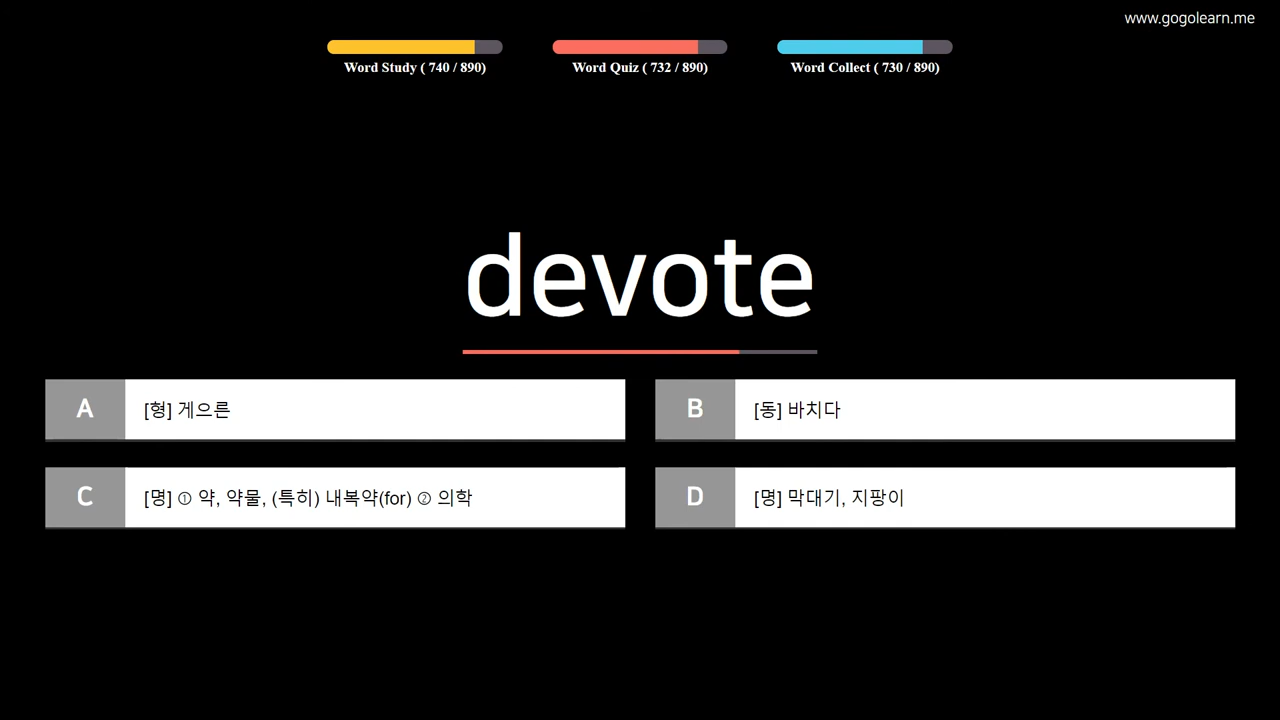 www.gogolearn.me
Word Study ( 740 / 890)
Word Quiz ( 732 / 890)
Word Collect ( 730 / 890)
devote
A [형] 게으른
B [동] 바치다
C [명] ① 약, 약물, (특히) 내복약(for) ② 의학
D [명] 막대기, 지팡이